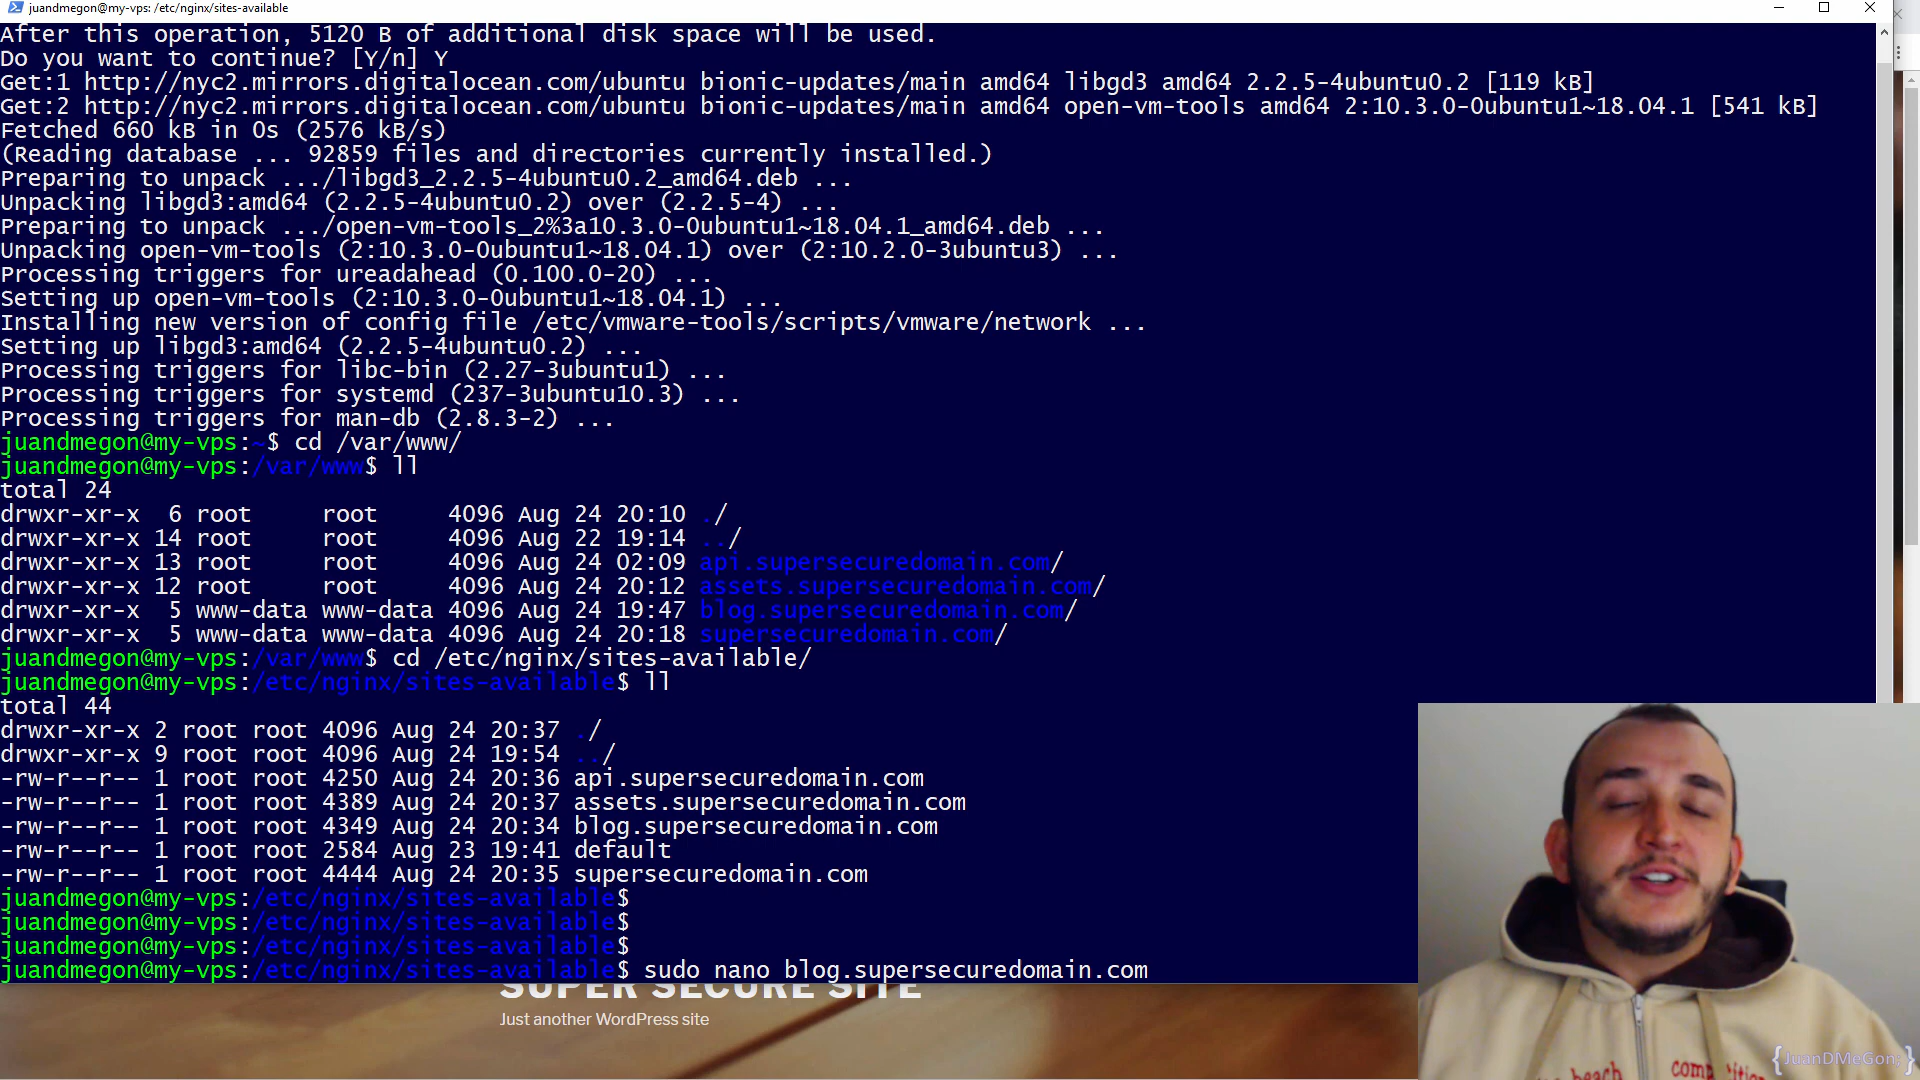 juandmegon@my-vps: /etc/nginx/sites-available
After this operation, 5120 B of additional disk space will be used.
Do you want to continue? [Y/n] Y
Get:1 http://nyc2.mirrors.digitalocean.com/ubuntu bionic-updates/main amd64 libgd3 amd64 2.2.5-4ubuntu0.2 [119 kB]
Get:2 http://nyc2.mirrors.digitalocean.com/ubuntu bionic-updates/main amd64 open-vm-tools amd64 2:10.3.0-0ubuntu1~18.04.1 [541 kB]
Fetched 660 kB in 0s (2576 kB/s)
(Reading database ... 92859 files and directories currently installed.)
Preparing to unpack .../libgd3_2.2.5-4ubuntu0.2_amd64.deb ...
Unpacking libgd3:amd64 (2.2.5-4ubuntu0.2) over (2.2.5-4) ...
Preparing to unpack .../open-vm-tools_2%3a10.3.0-0ubuntu1~18.04.1_amd64.deb ...
Unpacking open-vm-tools (2:10.3.0-0ubuntu1~18.04.1) over (2:10.2.0-3ubuntu3) ...
Processing triggers for ureadahead (0.100.0-20) ...
Setting up open-vm-tools (2:10.3.0-0ubuntu1~18.04.1) ...
Installing new version of config file /etc/vmware-tools/scripts/vmware/network ...
Setting up libgd3:amd64 (2.2.5-4ubuntu0.2) ...
Processing triggers for libc-bin (2.27-3ubuntu1) ...
Processing triggers for systemd (237-3ubuntu10.3) ...
Processing triggers for man-db (2.8.3-2) ...
juandmegon@my-vps:~$ cd /var/www/
juandmegon@my-vps:/var/www$ ll
total 24
drwxr-xr-x  6 root     root     4096 Aug 24 20:10 ./
drwxr-xr-x 14 root     root     4096 Aug 22 19:14 ../
drwxr-xr-x 13 root     root     4096 Aug 24 02:09 api.supersecuredomain.com/
drwxr-xr-x 12 root     root     4096 Aug 24 20:12 assets.supersecuredomain.com/
drwxr-xr-x  5 www-data www-data 4096 Aug 24 19:47 blog.supersecuredomain.com/
drwxr-xr-x  5 www-data www-data 4096 Aug 24 20:18 supersecuredomain.com/
juandmegon@my-vps:/var/www$ cd /etc/nginx/sites-available/
juandmegon@my-vps:/etc/nginx/sites-available$ ll
total 44
drwxr-xr-x 2 root root 4096 Aug 24 20:37 ./
drwxr-xr-x 9 root root 4096 Aug 24 19:54 ../
-rw-r--r-- 1 root root 4250 Aug 24 20:36 api.supersecuredomain.com
-rw-r--r-- 1 root root 4389 Aug 24 20:37 assets.supersecuredomain.com
-rw-r--r-- 1 root root 4349 Aug 24 20:34 blog.supersecuredomain.com
-rw-r--r-- 1 root root 2584 Aug 23 19:41 default
-rw-r--r-- 1 root root 4444 Aug 24 20:35 supersecuredomain.com
juandmegon@my-vps:/etc/nginx/sites-available$
juandmegon@my-vps:/etc/nginx/sites-available$
juandmegon@my-vps:/etc/nginx/sites-available$
juandmegon@my-vps:/etc/nginx/sites-available$ sudo nano blog.supersecuredomain.com
SUPER SECURE SITE
Just another WordPress site
beach
{JuanDMeGon;}